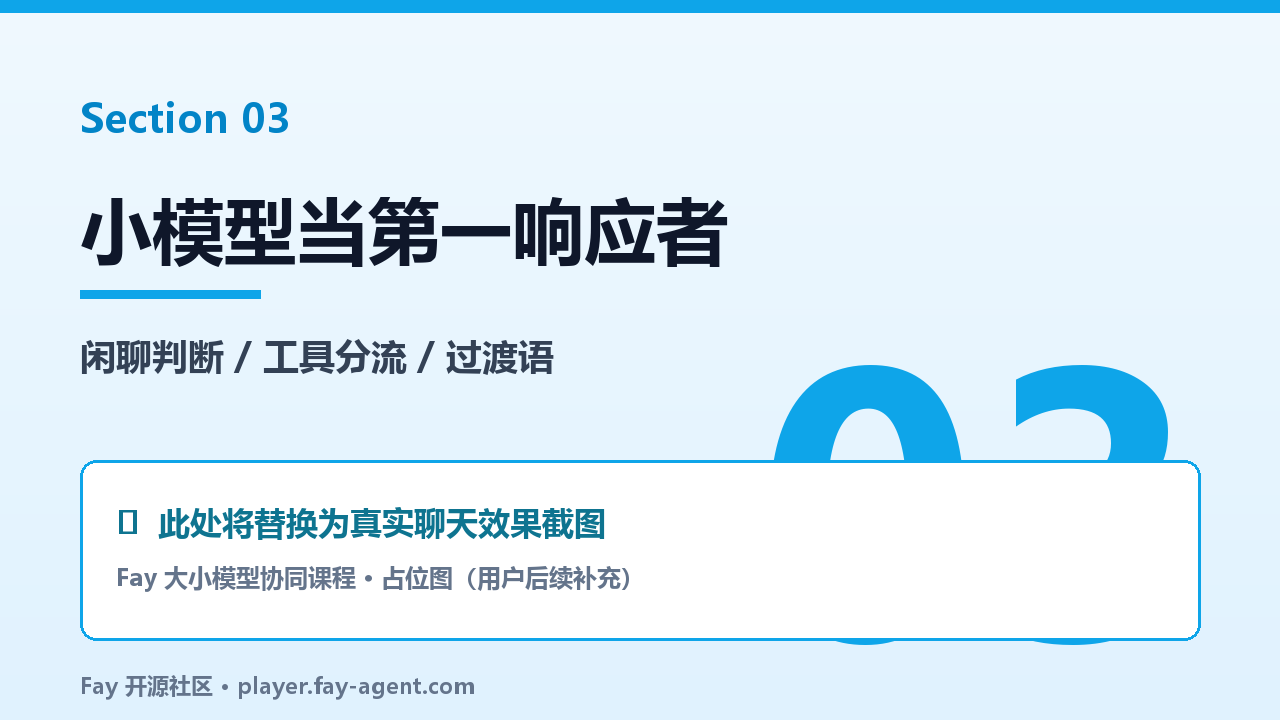 Section 03
小模型当第一响应者
闲聊判断 / 工具分流 / 过渡语
03
此处将替换为真实聊天效果截图
Fay 大小模型协同课程 • 占位图（用户后续补充）
Fay 开源社区 • player.fay-agent.com